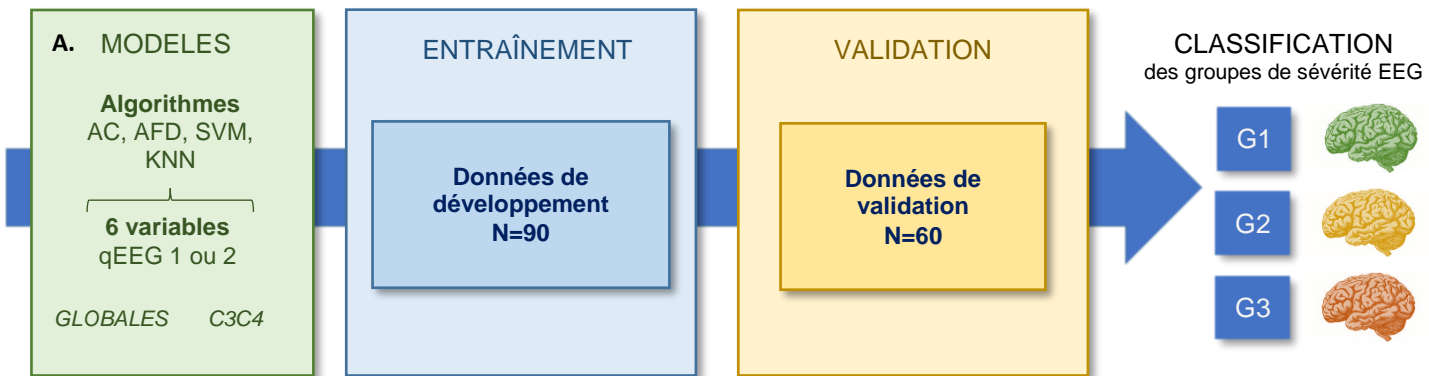 A. MODELES
Algorithmes
AC, AFD, SVM,
KNN
6 variables
qEEG 1 ou 2
GLOBALES C3C4
ENTRAÎNEMENT
Données de
développement
N=90
VALIDATION
Données de
validation
N=60
CLASSIFICATION
des groupes de sévérité EEG
G1
G2
G3